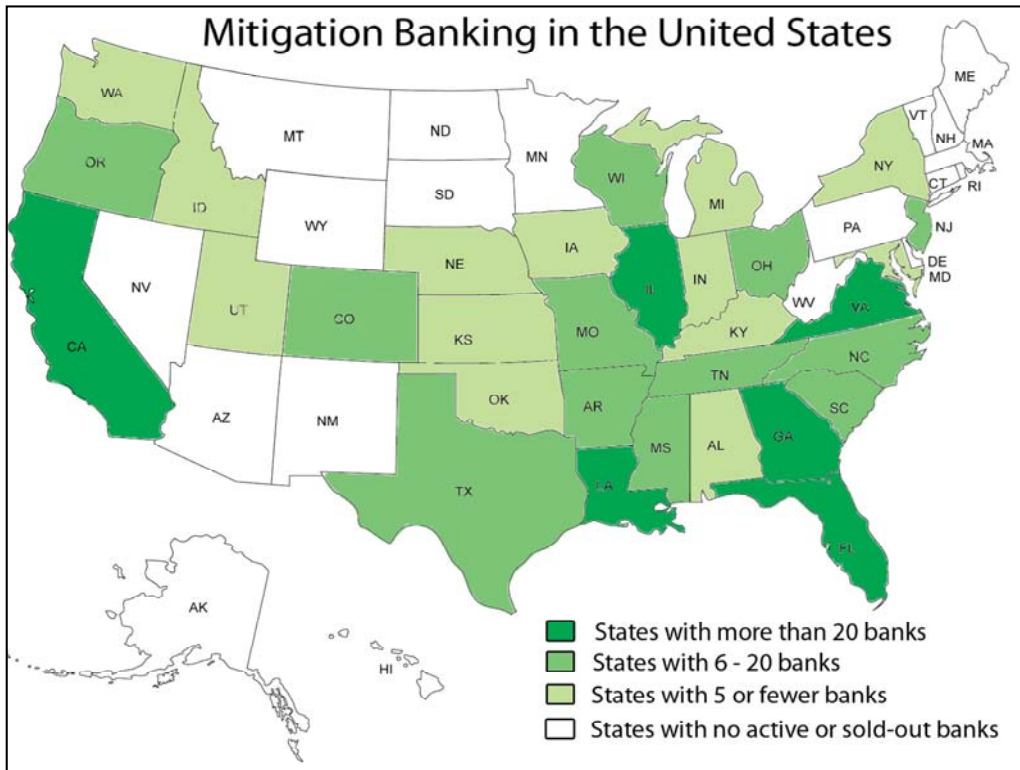 Mitigation Banking in the United States
WA
MT
ND
MN
ME
VT
NH
MA
OR
ID
SD
WI
MI
NY
CT
RI
WY
IA
PA
NJ
NE
OH
DE
MD
NV
UT
CO
IL
IN
WV
VA
CA
KS
MO
KY
AZ
NM
OK
AR
TN
NC
SC
MS
AL
GA
TX
LA
FL
AK
HI
States with more than 20 banks
States with 6 - 20 banks
States with 5 or fewer banks
States with no active or sold-out banks